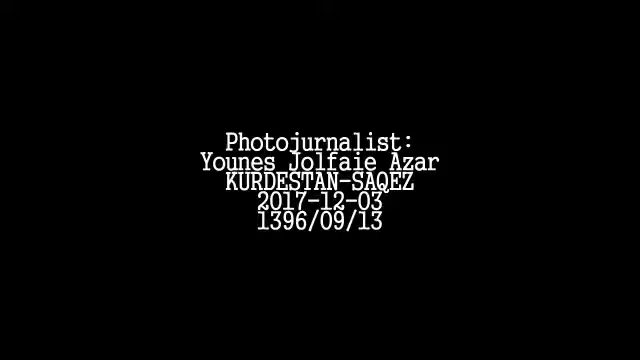 Photojurnalist:
Younes Jolfaie Azar
KURDESTAN-SAQEZ
2017-12-03
1396/09/13